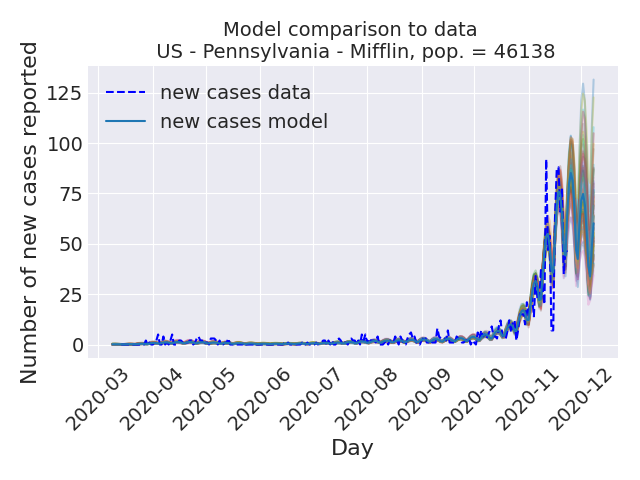 Model comparison to data
US - Pennsylvania - Mifflin, pop. = 46138
Number of new cases reported
125
100
75
50
25
0
new cases data
new cases model
2020-03
2020-04
2020-05
2020-06
2020-07
2020-08
2020-09
2020-10
2020-11
2020-12
Day